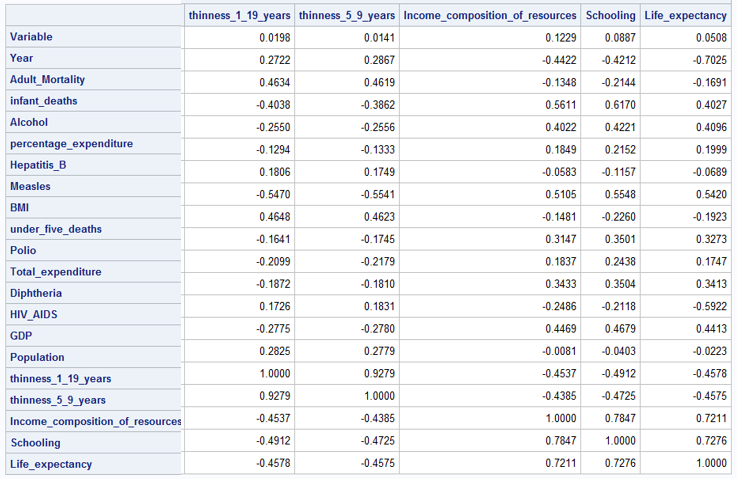 Variable thinness_1_19_years thinness_5_9_years Income_composition_of_resources Schooling Life_expectancy
Year 0.0198 0.0141 0.1229 0.0887 0.0508
Adult_Mortality 0.2722 0.2867 -0.4422 -0.4212 -0.7025
infant_deaths 0.4634 0.4619 -0.1348 -0.2144 -0.1691
Alcohol -0.4038 -0.3862 0.5611 0.6170 0.4027
percentage_expenditure -0.2550 -0.2556 0.4022 0.4221 0.4096
Hepatitis_B -0.1294 -0.1333 0.1849 0.2152 0.1999
Measles 0.1806 0.1749 -0.0583 -0.1157 -0.0689
BMI -0.5470 -0.5541 0.5105 0.5548 0.5420
under_five_deaths 0.4648 0.4623 -0.1481 -0.2260 -0.1923
Polio -0.1641 -0.1745 0.3147 0.3501 0.3273
Total_expenditure -0.2099 -0.2179 0.1837 0.2438 0.1747
Diphtheria -0.1872 -0.1810 0.3433 0.3504 0.3413
HIV_AIDS 0.1726 0.1831 -0.2486 -0.2118 -0.5922
GDP -0.2775 -0.2780 0.4469 0.4679 0.4413
Population 0.2825 0.2779 -0.0081 -0.0403 -0.0223
thinness_1_19_years 1.0000 0.9279 -0.4537 -0.4912 -0.4578
thinness_5_9_years 0.9279 1.0000 -0.4385 -0.4725 -0.4575
Income_composition_of_resources -0.4537 -0.4385 1.0000 0.7847 0.7211
Schooling -0.4912 -0.4725 0.7847 1.0000 0.7276
Life_expectancy -0.4578 -0.4575 0.7211 0.7276 1.0000